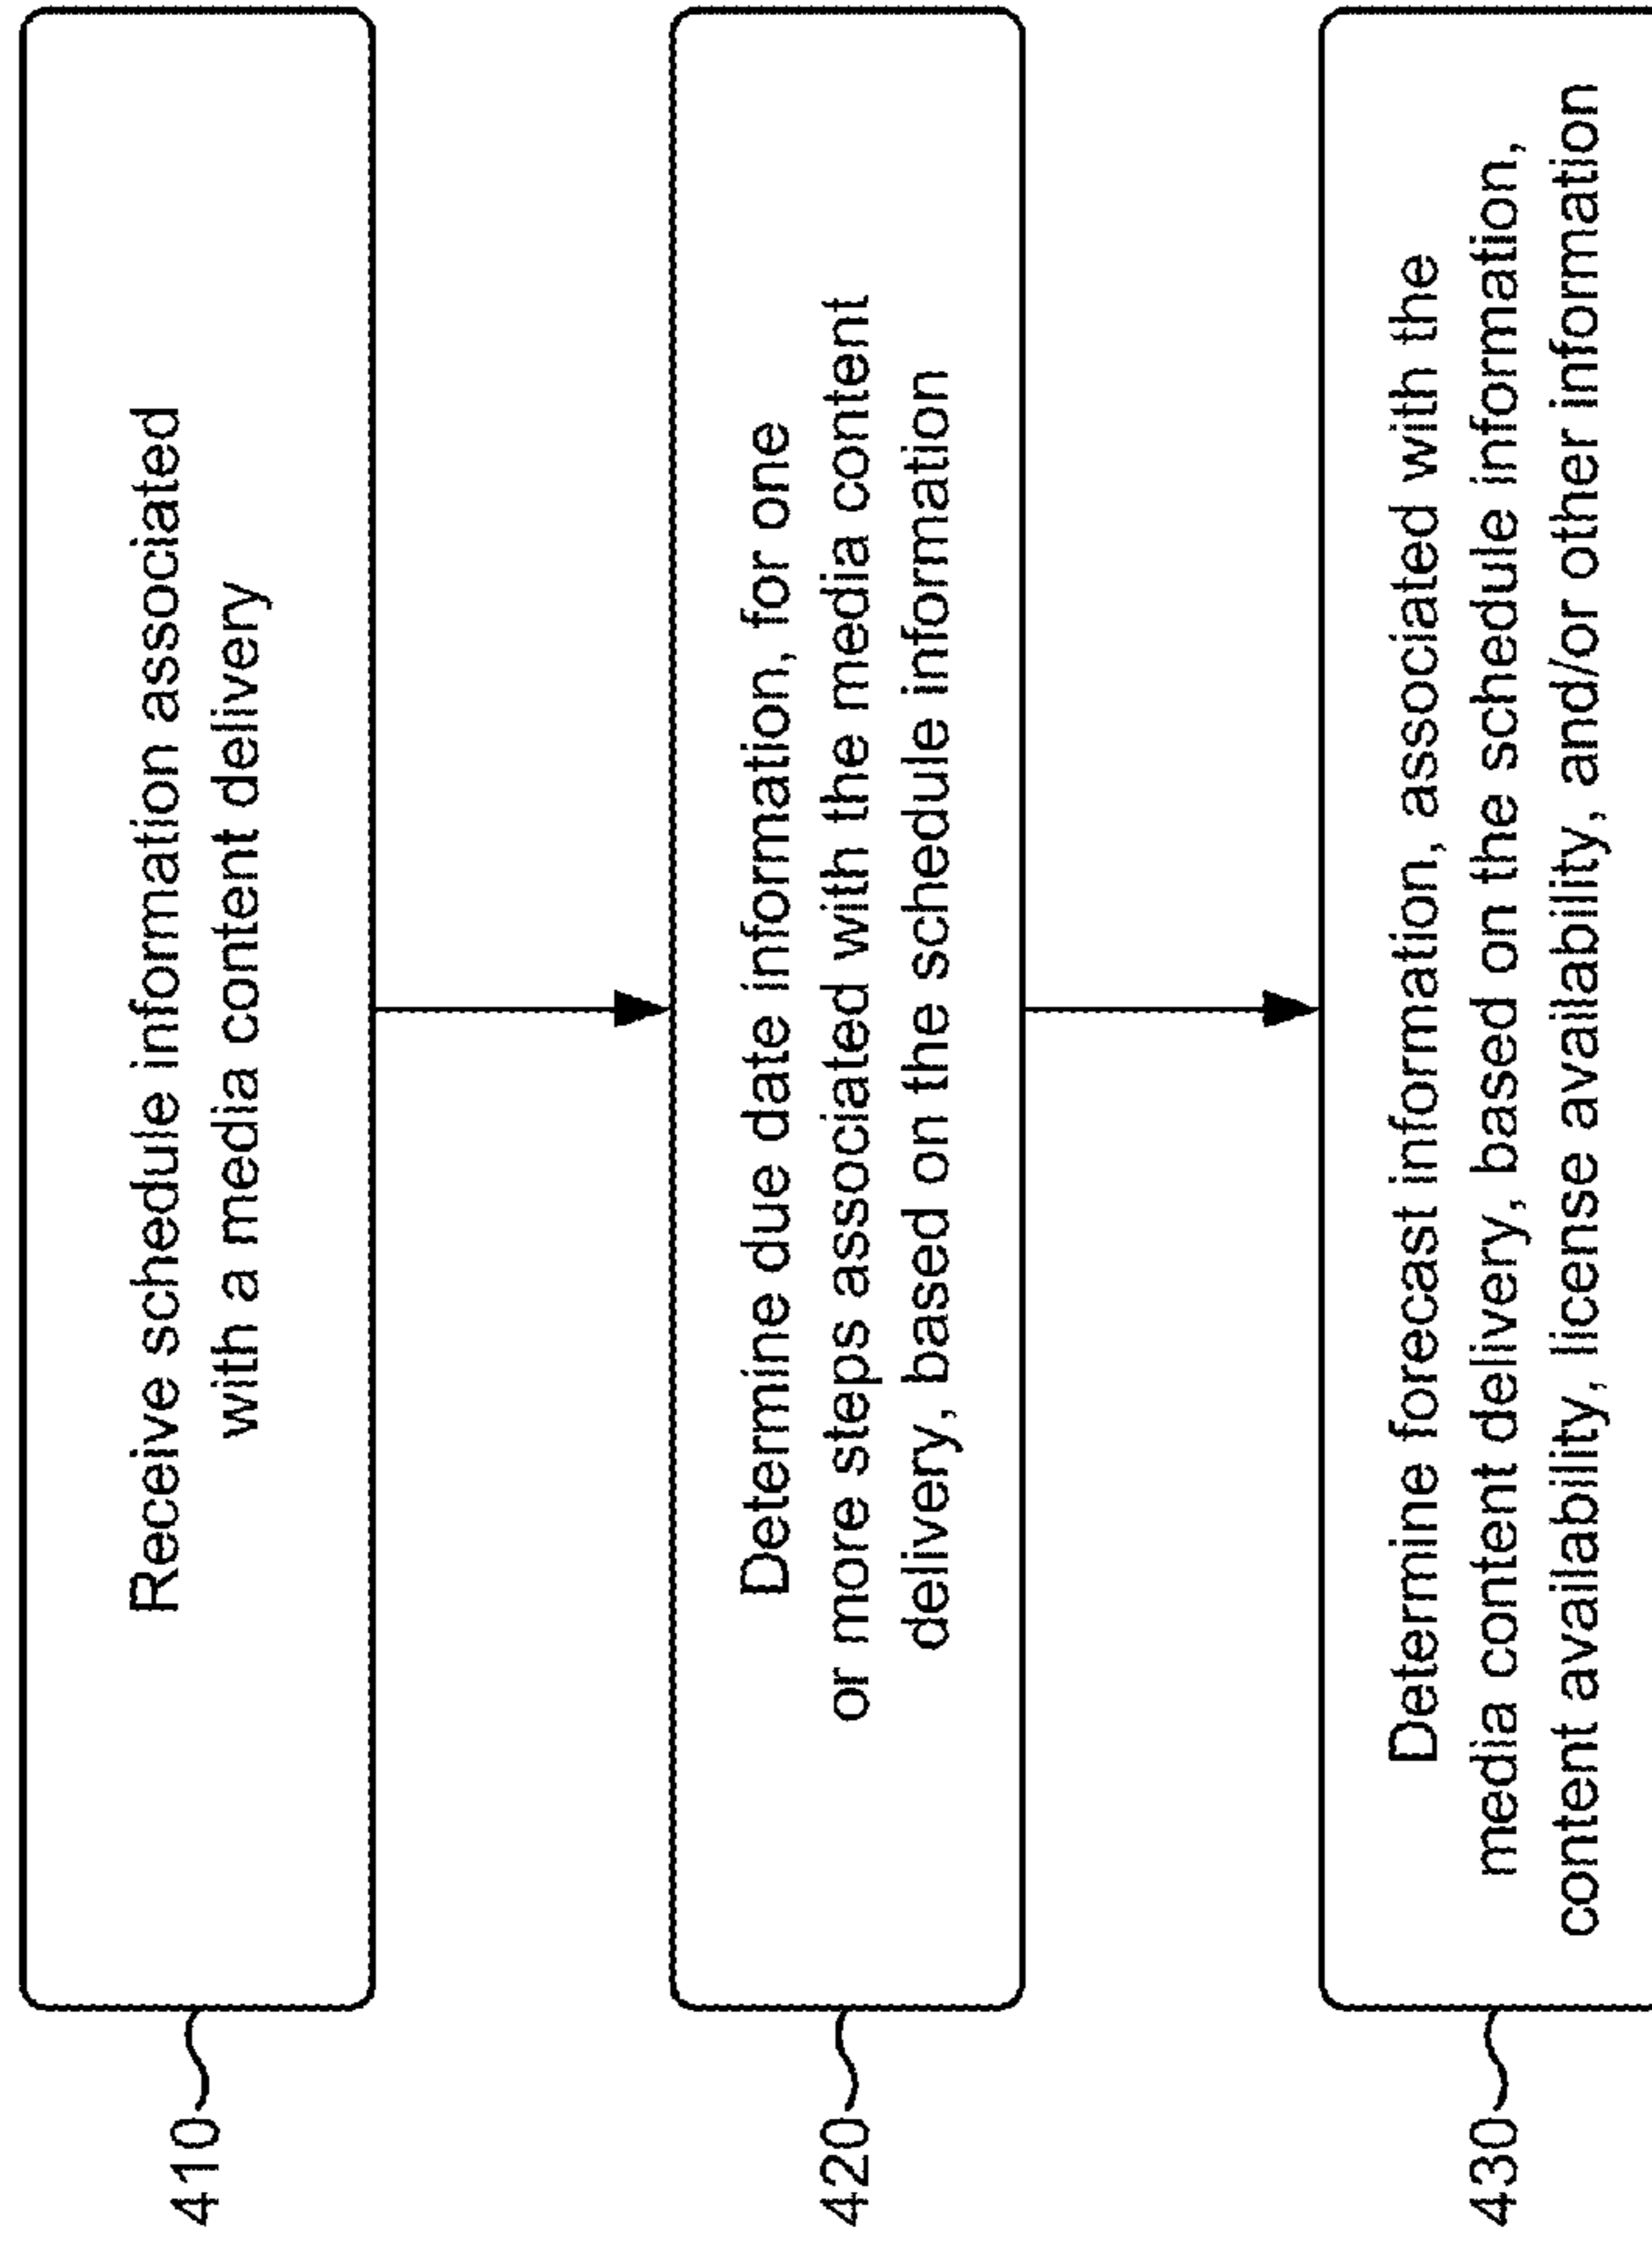 410
Receive schedule information associated
with a media content delivery
420
Determine due date information, for one
or more steps associated with the media content
delivery, based on the schedule information
430
Determine forecast information, associated with the
media content delivery, based on the schedule information,
content availability, license availability, and/or other information